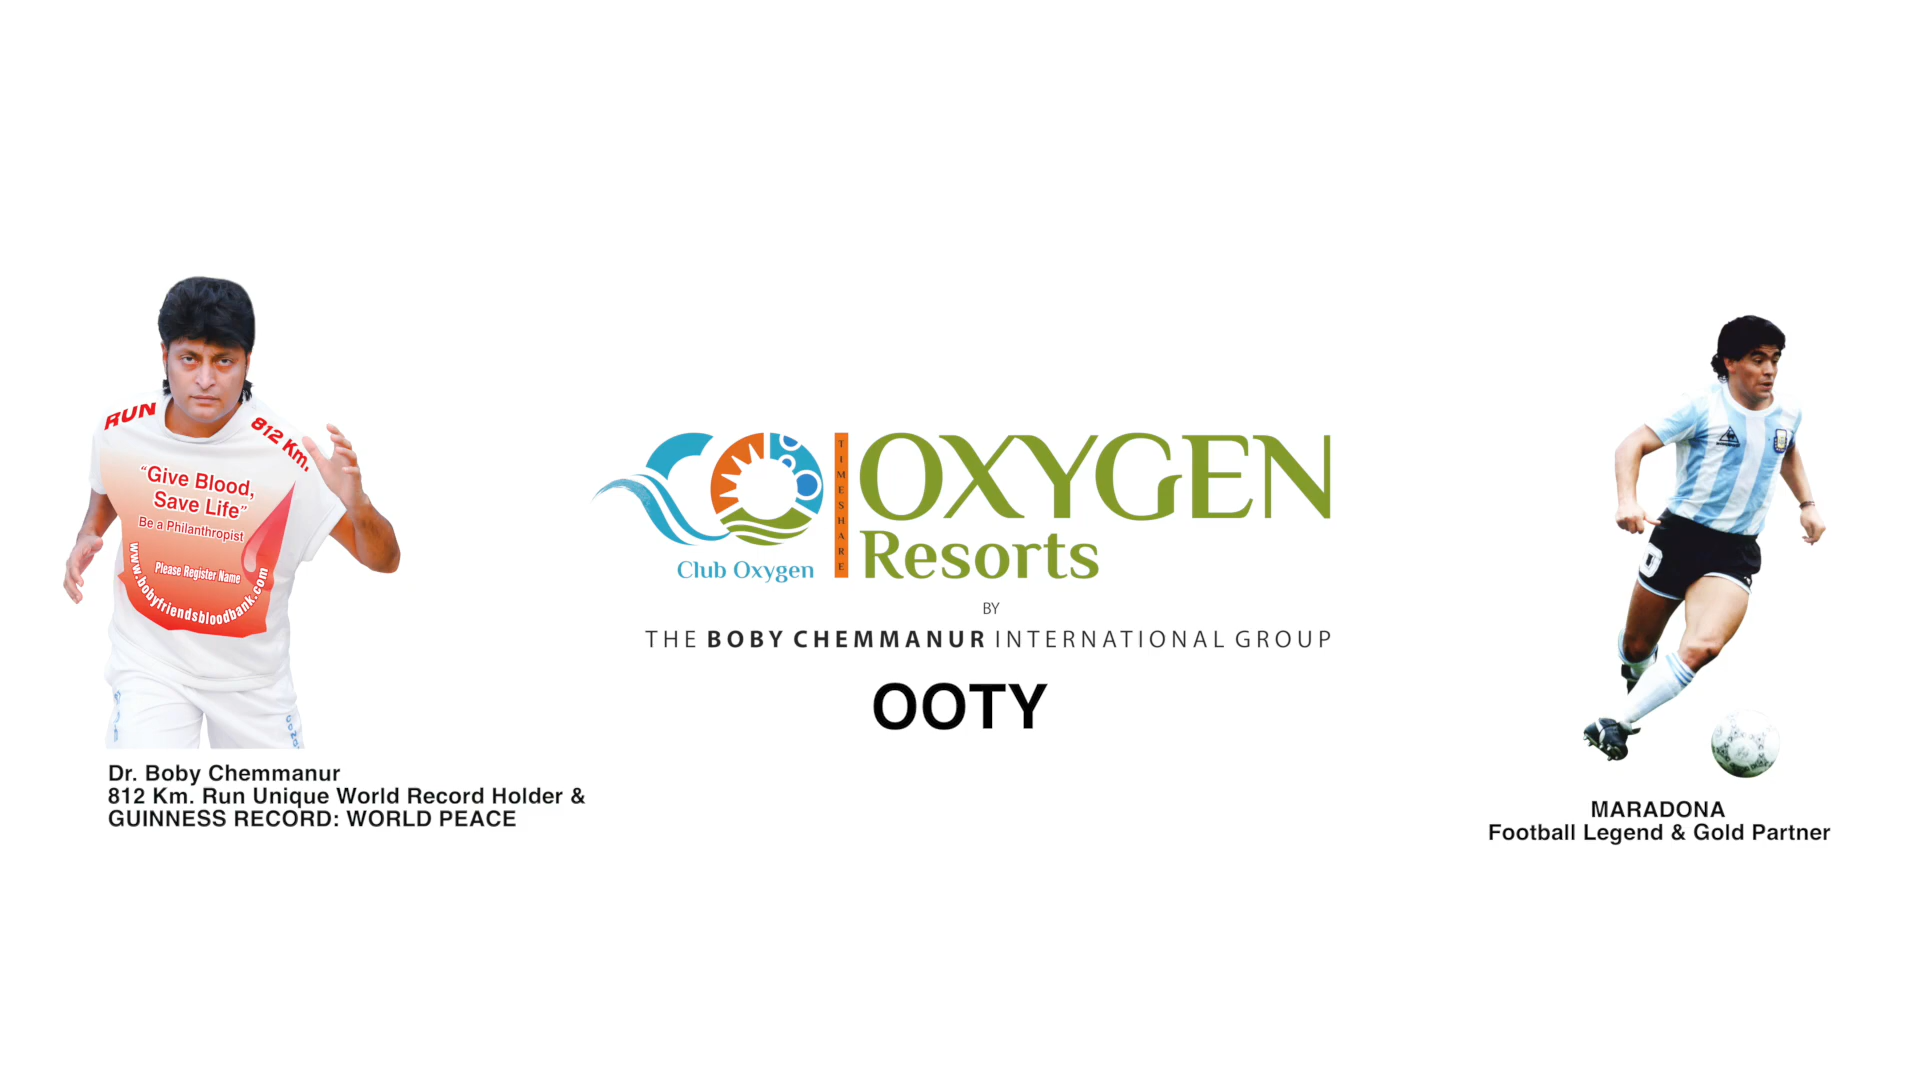 RUN
812 Km.
“Give Blood,
Save Life”
Be a Philanthropist
Please Register Name
www.bobyfriendsbloodbank.com
Dr. Boby Chemmanur
812 Km. Run Unique World Record Holder &
GUINNESS RECORD: WORLD PEACE
Club Oxygen
TIMESHARE
OXYGEN
Resorts
BY
THE BOBY CHEMMANUR INTERNATIONAL GROUP
OOTY
MARADONA
Football Legend & Gold Partner